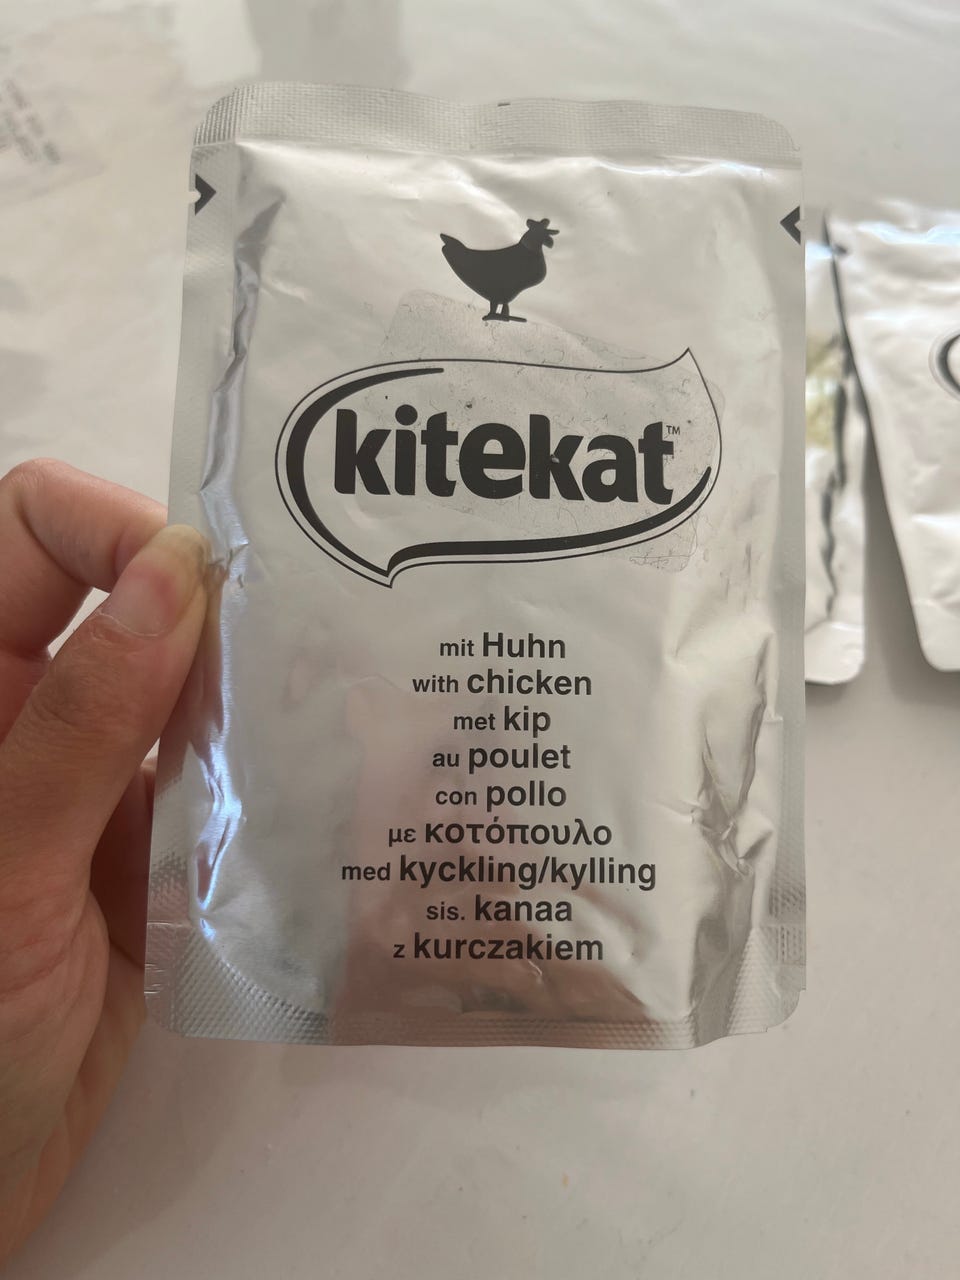 kitekat™
mit Huhn
with chicken
met kip
au poulet
con pollo
με κοτόπουλο
med kyckling/kylling
sis. kanaa
z kurczakiem